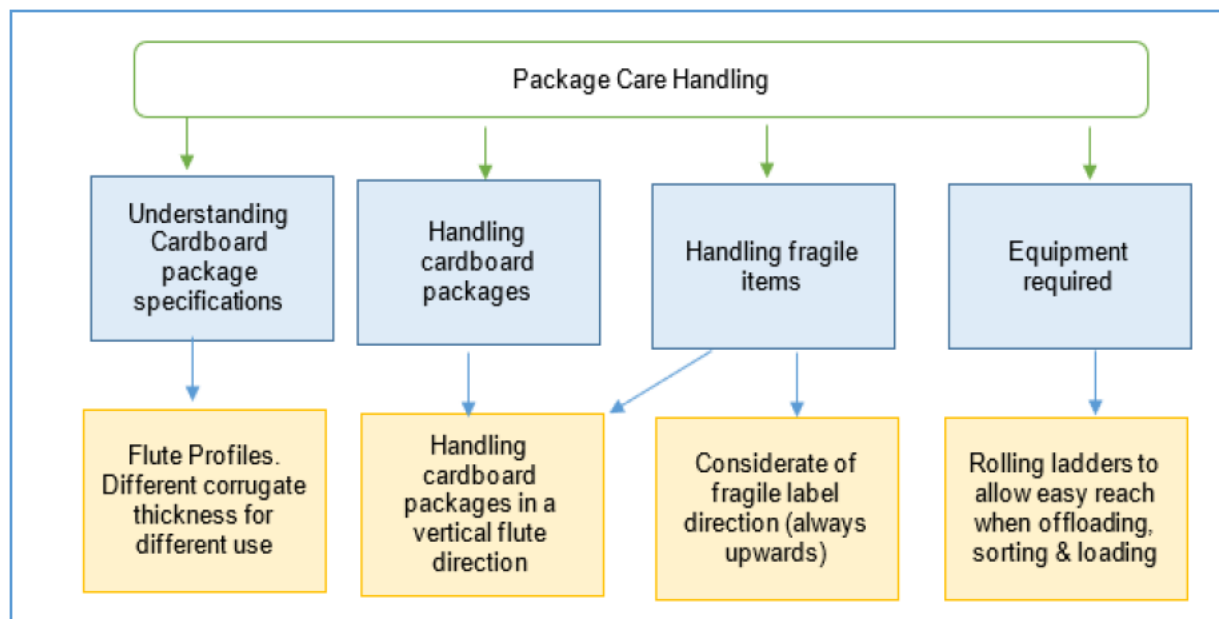 Package Care Handling
Understanding
Cardboard
package
specifications
Handling
cardboard
packages
Handling fragile
items
Equipment
required
Flute Profiles.
Different corrugate
thickness for
different use
Handling
cardboard
packages in a
vertical flute
direction
Considerate of
fragile label
direction (always
upwards)
Rolling ladders to
allow easy reach
when offloading,
sorting & loading